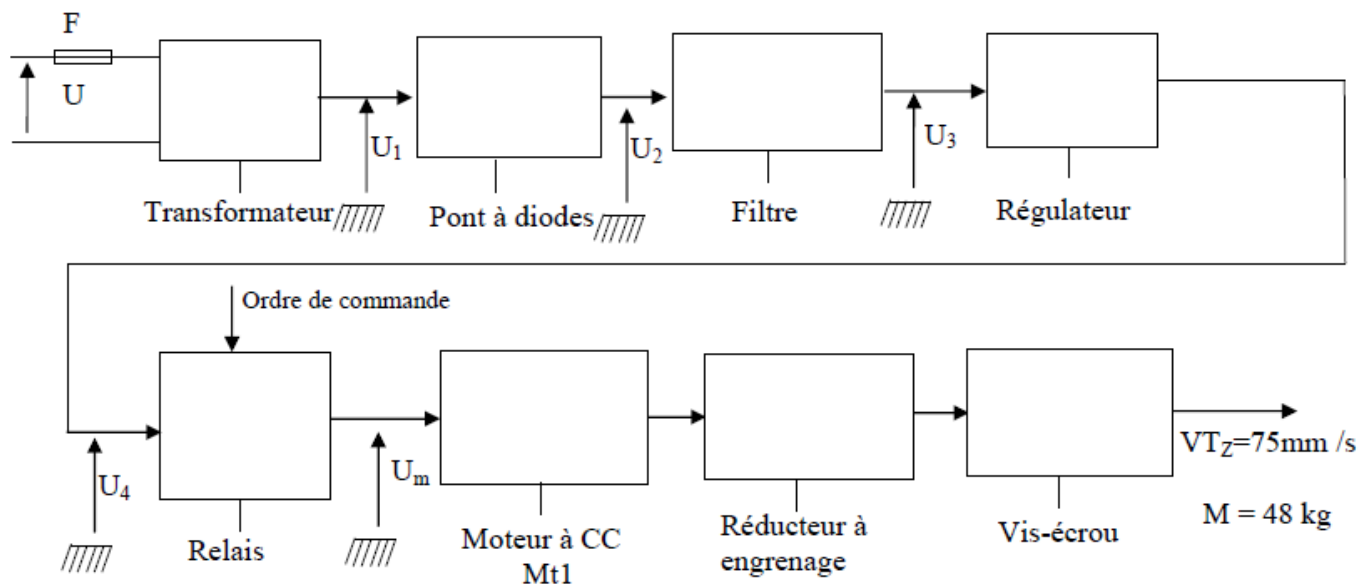 F
U
U1
U2
U3
Transformateur
Pont à diodes
Filtre
Régulateur
Ordre de commande
U4
Um
VTZ=75mm /s
M = 48 kg
Relais
Moteur à CC
Mt1
Réducteur à
engrenage
Vis-écrou